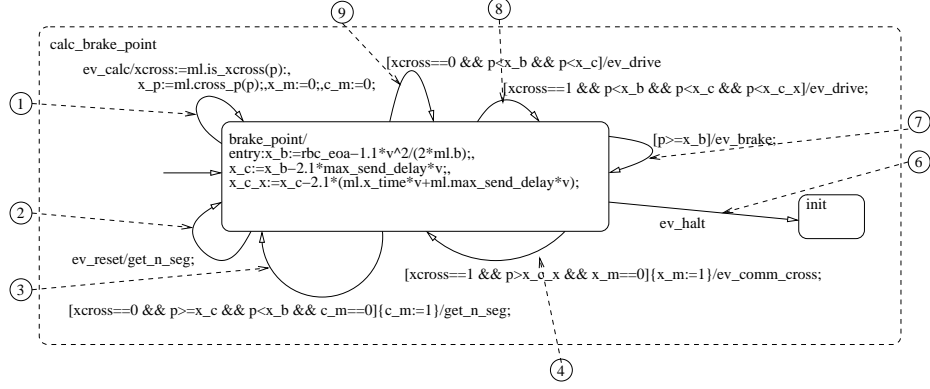 9
8
calc_brake_point
[xcross==0 && p<x_b && p<x_c]/ev_drive
ev_calc/xcross:=ml.is_xcross(p):,
x_p:=ml.cross_p(p);,x_m:=0;,c_m:=0;
[xcross==1 && p<x_b && p<x_c && p<x_c_x]/ev_drive;
1
7
brake_point/
entry:x_b:=rbc_eoa−1.1*v^2/(2*ml.b);,
x_c:=x_b−2.1*max_send_delay*v;,
x_c_x:=x_c−2.1*(ml.x_time*v+ml.max_send_delay*v);
[p>=x_b]/ev_brake;
6
2
init
ev_halt
ev_reset/get_n_seg;
3
[xcross==1 && p>x_c_x && x_m==0]{x_m:=1}/ev_comm_cross;
[xcross==0 && p>=x_c && p<x_b && c_m==0]{c_m:=1}/get_n_seg;
4